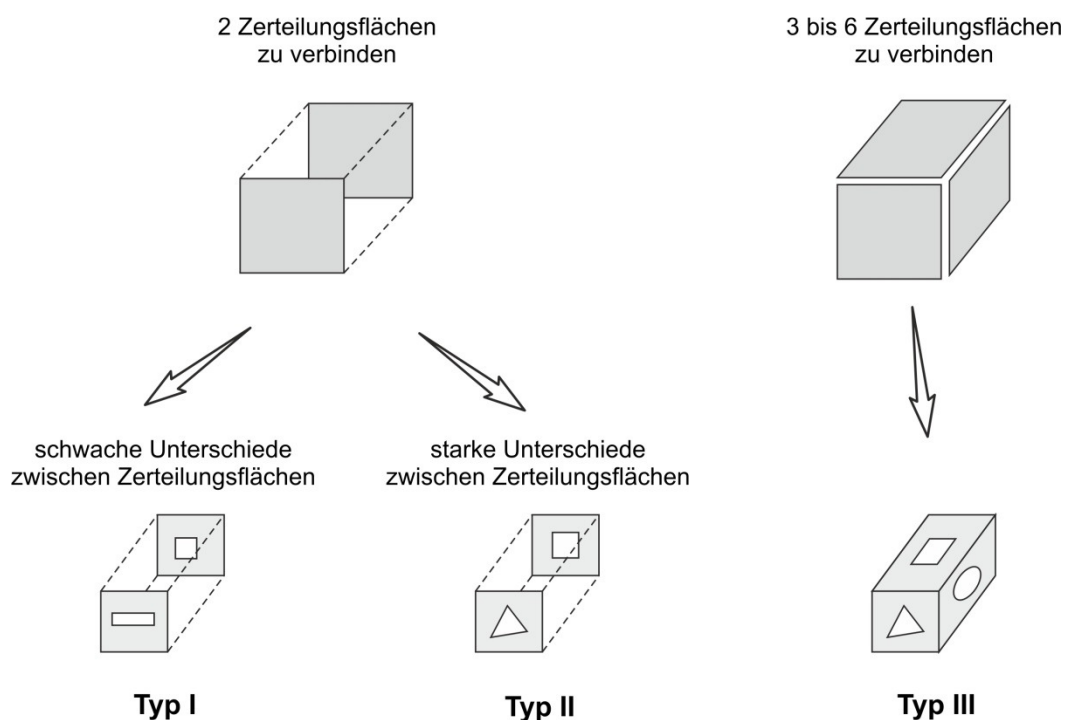 2 Zerteilungsflächen
zu verbinden
3 bis 6 Zerteilungsflächen
zu verbinden
schwache Unterschiede
zwischen Zerteilungsflächen
starke Unterschiede
zwischen Zerteilungsflächen
Typ I
Typ II
Typ III